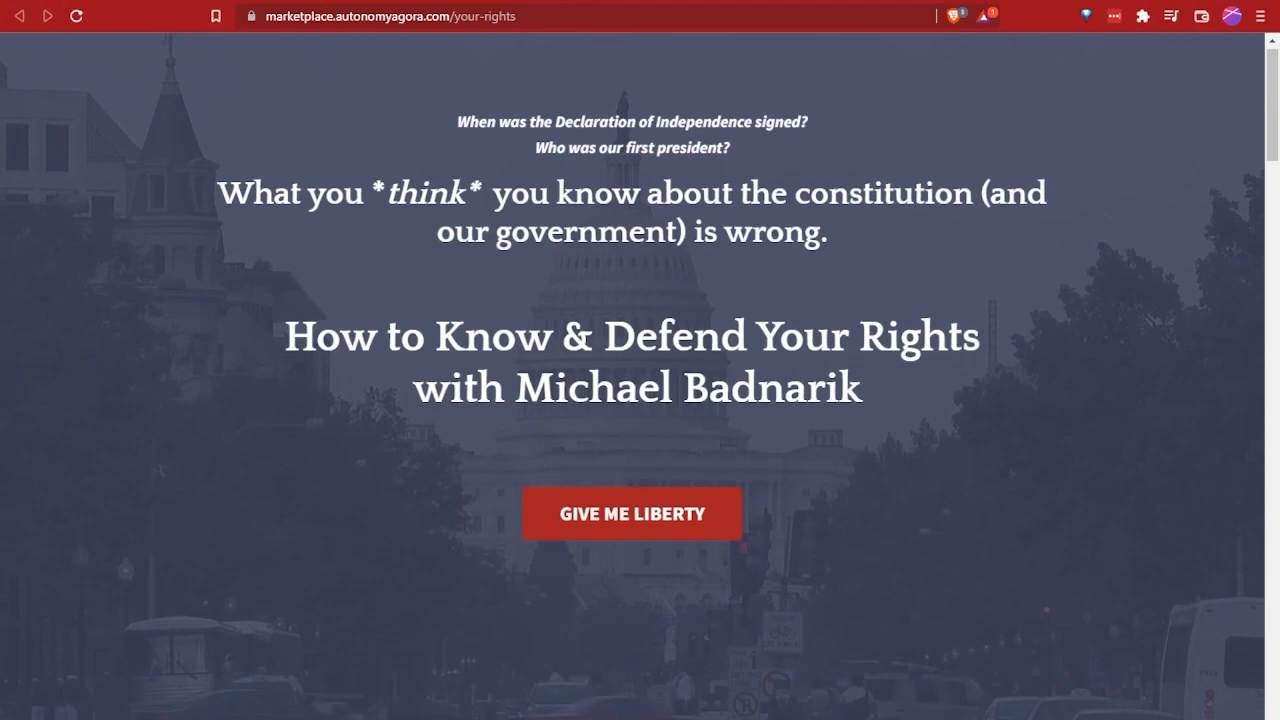 marketplace.autonomyagora.com/your-rights
When was the Declaration of Independence signed?
Who was our first president?
What you *think* you know about the constitution (and
our government) is wrong.
How to Know & Defend Your Rights
with Michael Badnarik
GIVE ME LIBERTY